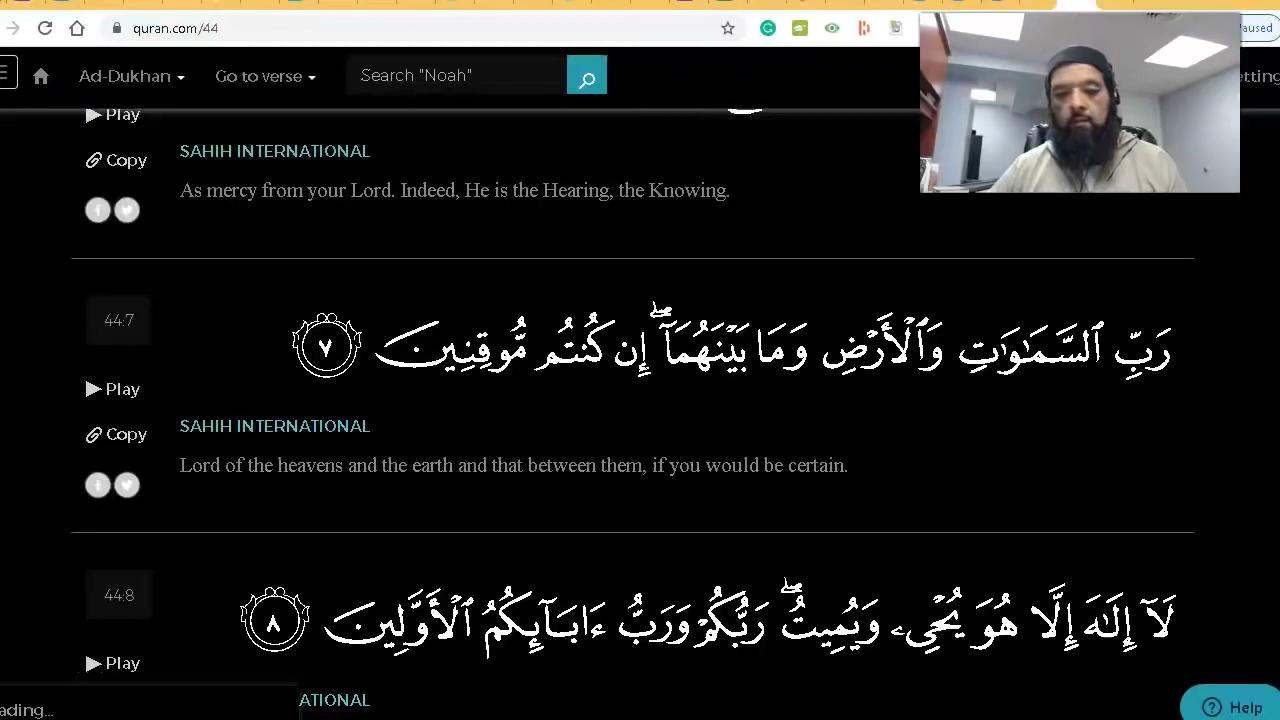 quran.com/44
Paused
Ad-Dukhan
Go to verse
Search "Noah"
Play
Copy
SAHIH INTERNATIONAL
As mercy from your Lord. Indeed, He is the Hearing, the Knowing.
44:7
رَبِّ ٱلسَّمَـٰوَٰتِ وَٱلْأَرْضِ وَمَا بَيْنَهُمَآ ۖ إِن كُنتُم مُّوقِنِينَ ٧
Play
Copy
SAHIH INTERNATIONAL
Lord of the heavens and the earth and that between them, if you would be certain.
44:8
لَآ إِلَـٰهَ إِلَّا هُوَ يُحْىِۦ وَيُمِيتُ ۖ رَبُّكُمْ وَرَبُّ ءَابَآئِكُمُ ٱلْأَوَّلِينَ ٨
Play
ATIONAL
ading...
Help